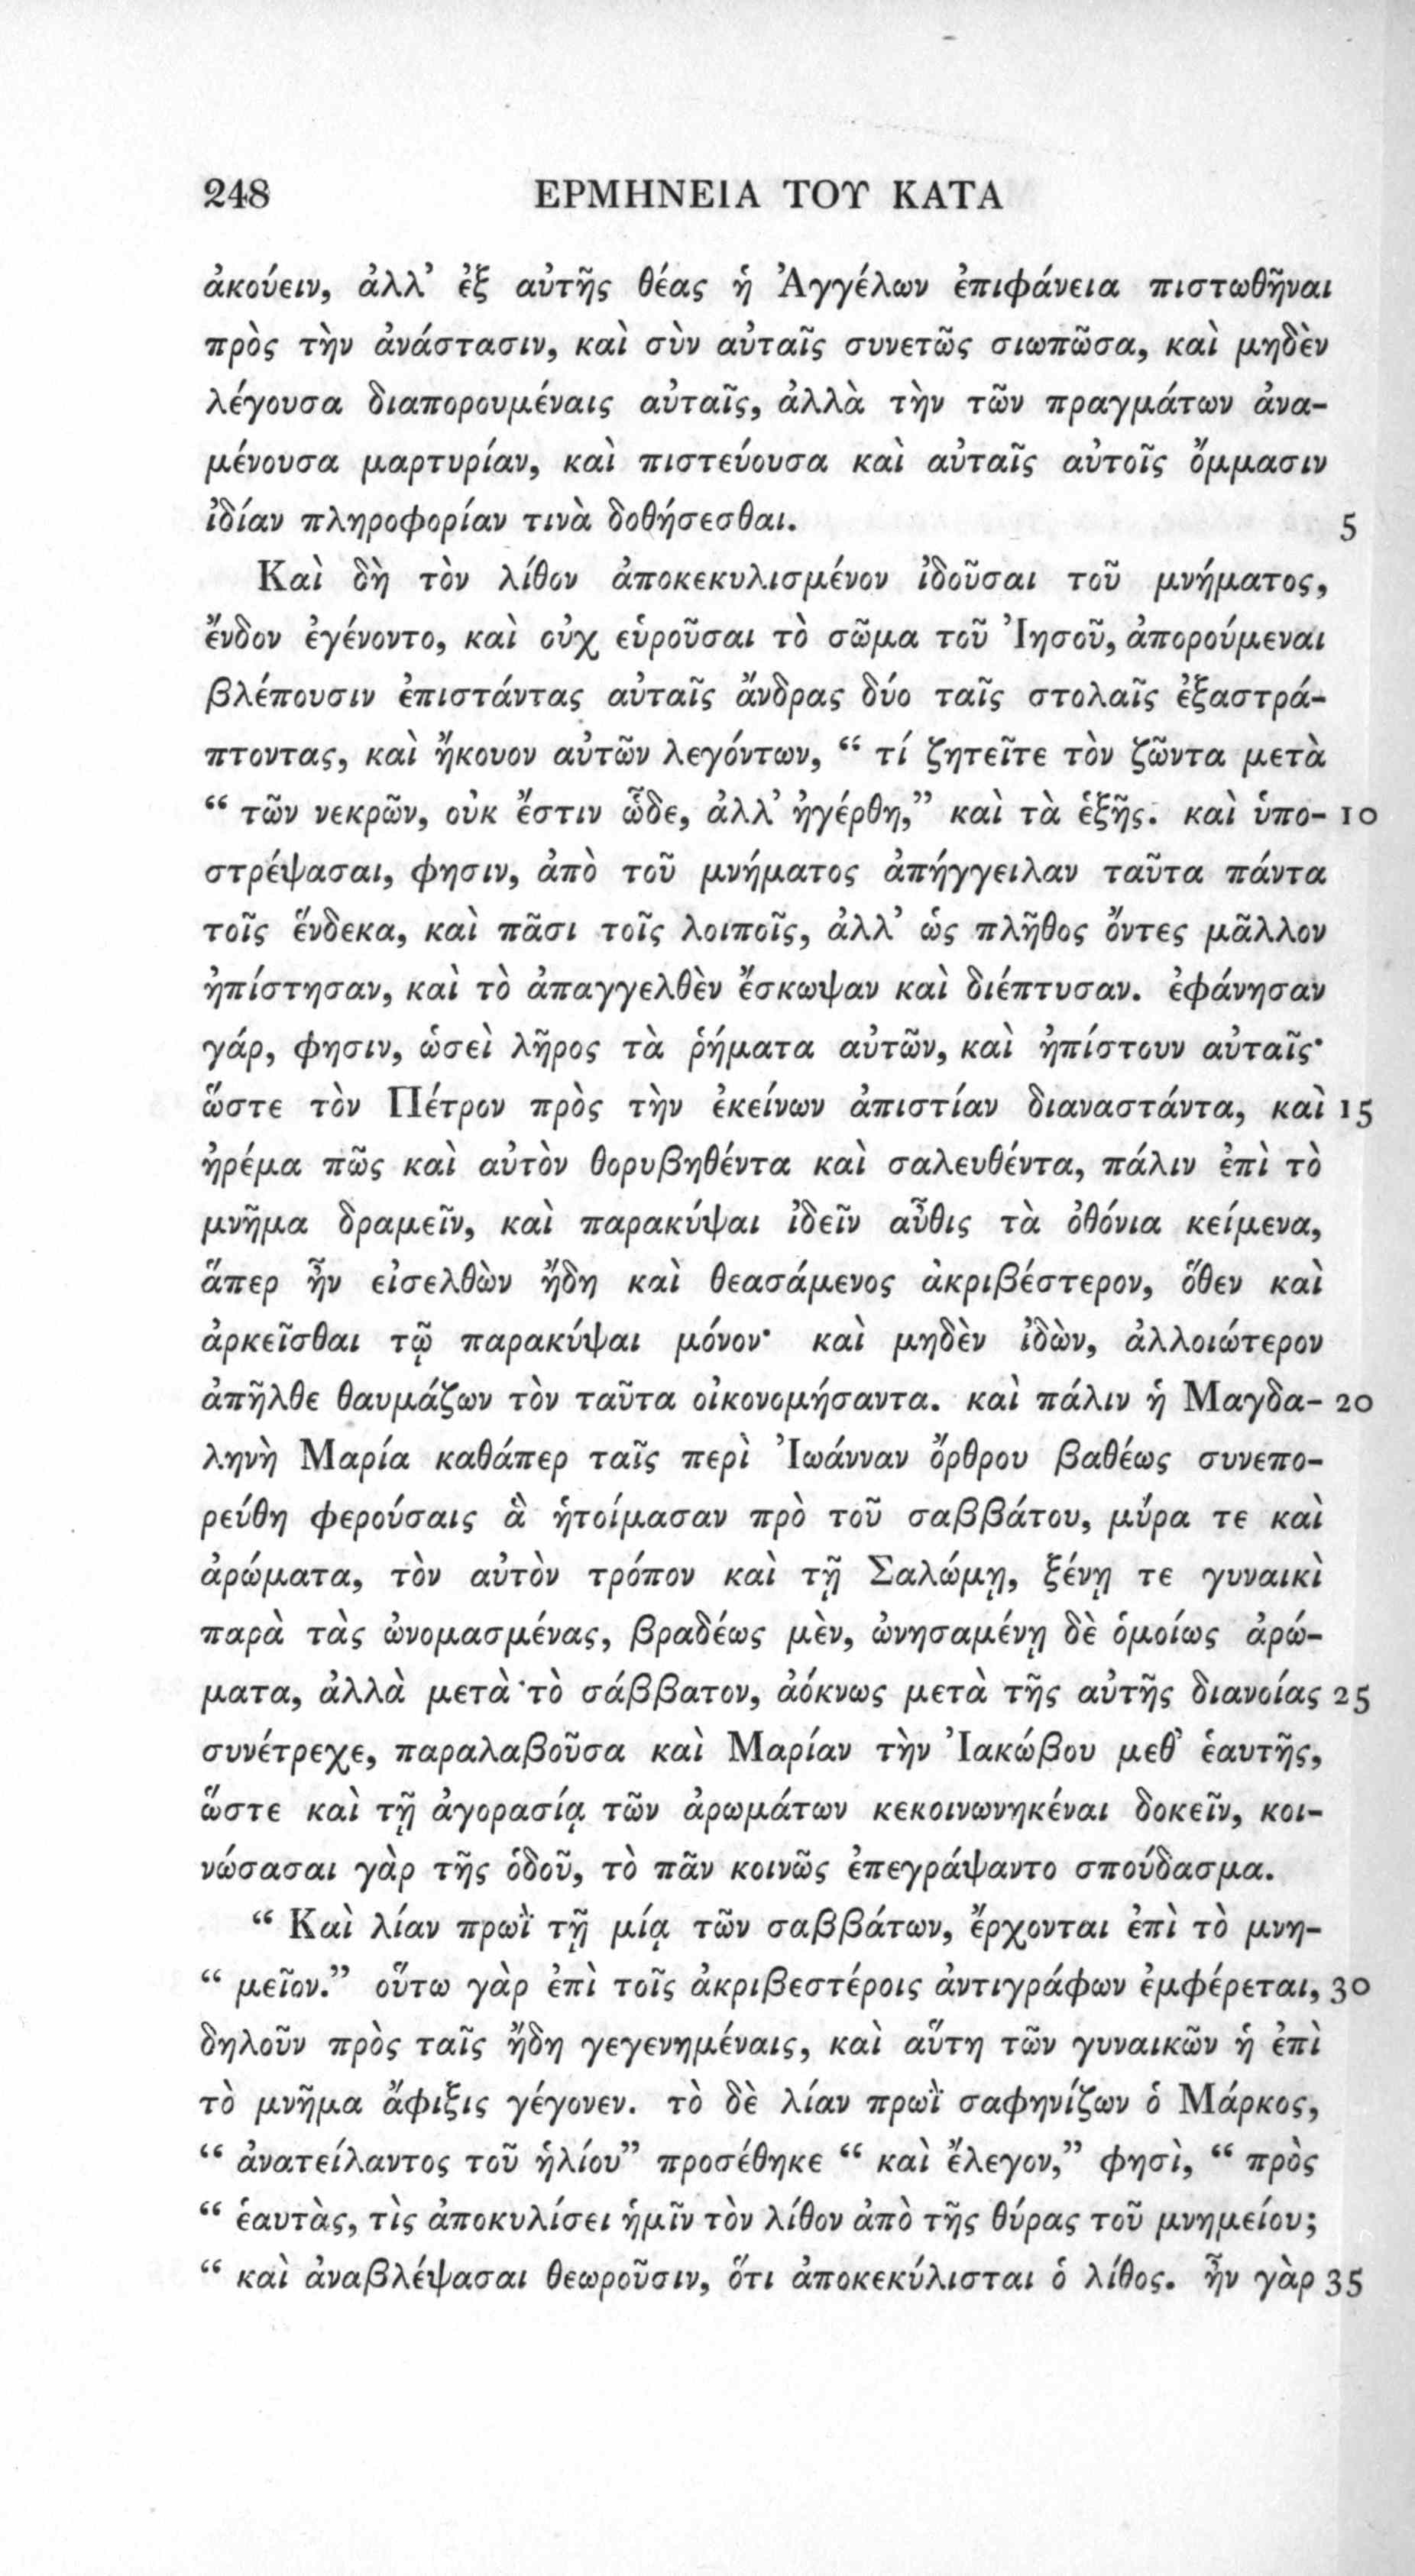 248 ΕΡΜΗΝΕΙΑ ΤΟΥ ΚΑΤΑ
ἀκούειν, ἀλλ' ἐξ αὐτῆς θέας ἡ Ἀγγέλων ἐπιφάνεια πιστωθῆναι
πρὸς τὴν ἀνάστασιν, καὶ σὺν αὐταῖς συνετῶς σιωπῶσα, καὶ μηδὲν
λέγουσα διαπορουμέναις αὐταῖς, ἀλλὰ τὴν τῶν πραγμάτων ἀνα-
μένουσα μαρτυρίαν, καὶ πιστεύουσα καὶ αὐταῖς αὐτοῖς ὄμμασιν
ἰδίαν πληροφορίαν τινὰ δοθήσεσθαι. 5
Καὶ δὴ τὸν λίθον ἀποκεκυλισμένον ἰδοῦσαι τοῦ μνήματος,
ἔνδον ἐγένοντο, καὶ οὐχ εὑροῦσαι τὸ σῶμα τοῦ Ἰησοῦ, ἀπορούμεναι
βλέπουσιν ἐπιστάντας αὐταῖς ἄνδρας δύο ταῖς στολαῖς ἐξαστρά-
πτοντας, καὶ ἤκουον αὐτῶν λεγόντων, “ τί ζητεῖτε τὸν ζῶντα μετὰ
“ τῶν νεκρῶν, οὐκ ἔστιν ὧδε, ἀλλ' ἠγέρθη,” καὶ τὰ ἑξῆς. καὶ ὑπο- 10
στρέψασαι, φησιν, ἀπὸ τοῦ μνήματος ἀπήγγειλαν ταῦτα πάντα
τοῖς ἕνδεκα, καὶ πᾶσι τοῖς λοιποῖς, ἀλλ' ὡς πλῆθος ὄντες μᾶλλον
ἠπίστησαν, καὶ τὸ ἀπαγγελθὲν ἔσκωψαν καὶ διέπτυσαν. ἐφάνησαν
γάρ, φησιν, ὡσεὶ λῆρος τὰ ῥήματα αὐτῶν, καὶ ἠπίστουν αὐταῖς·
ὥστε τὸν Πέτρον πρὸς τὴν ἐκείνων ἀπιστίαν διαναστάντα, καὶ 15
ἠρέμα πῶς καὶ αὐτὸν θορυβηθέντα καὶ σαλευθέντα, πάλιν ἐπὶ τὸ
μνῆμα δραμεῖν, καὶ παρακύψαι ἰδεῖν αὖθις τὰ ὀθόνια κείμενα,
ἅπερ ἦν εἰσελθὼν ἤδη καὶ θεασάμενος ἀκριβέστερον, ὅθεν καὶ
ἀρκεῖσθαι τῷ παρακύψαι μόνον· καὶ μηδὲν ἰδὼν, ἀλλοιώτερον
ἀπῆλθε θαυμάζων τὸν ταῦτα οἰκονομήσαντα. καὶ πάλιν ἡ Μαγδα- 20
ληνὴ Μαρία καθάπερ ταῖς περὶ Ἰωάνναν ὄρθρου βαθέως συνεπο-
ρεύθη φερούσαις ἃ ἡτοίμασαν πρὸ τοῦ σαββάτου, μύρα τε καὶ
ἀρώματα, τὸν αὐτὸν τρόπον καὶ τῇ Σαλώμῃ, ξένῃ τε γυναικὶ
παρὰ τὰς ὠνομασμένας, βραδέως μὲν, ὠνησαμένῃ δὲ ὁμοίως ἀρώ-
ματα, ἀλλὰ μετὰ τὸ σάββατον, ἀόκνως μετὰ τῆς αὐτῆς διανοίας 25
συνέτρεχε, παραλαβοῦσα καὶ Μαρίαν τὴν Ἰακώβου μεθ' ἑαυτῆς,
ὥστε καὶ τῇ ἀγορασίᾳ τῶν ἀρωμάτων κεκοινωνηκέναι δοκεῖν, κοι-
νώσασαι γὰρ τῆς ὁδοῦ, τὸ πᾶν κοινῶς ἐπεγράψαντο σπούδασμα.
“ Καὶ λίαν πρωῒ τῇ μίᾳ τῶν σαββάτων, ἔρχονται ἐπὶ τὸ μνη-
“ μεῖον.” οὕτω γὰρ ἐπὶ τοῖς ἀκριβεστέροις ἀντιγράφων ἐμφέρεται, 30
δηλοῦν πρὸς ταῖς ἤδη γεγενημέναις, καὶ αὕτη τῶν γυναικῶν ἡ ἐπὶ
τὸ μνῆμα ἄφιξις γέγονεν. τὸ δὲ λίαν πρωῒ σαφηνίζων ὁ Μάρκος,
“ ἀνατείλαντος τοῦ ἡλίου” προσέθηκε “ καὶ ἔλεγον,” φησὶ, “ πρὸς
“ ἑαυτὰς, τὶς ἀποκυλίσει ἡμῖν τὸν λίθον ἀπὸ τῆς θύρας τοῦ μνημείου;
“ καὶ ἀναβλέψασαι θεωροῦσιν, ὅτι ἀποκεκύλισται ὁ λίθος. ἦν γὰρ 35